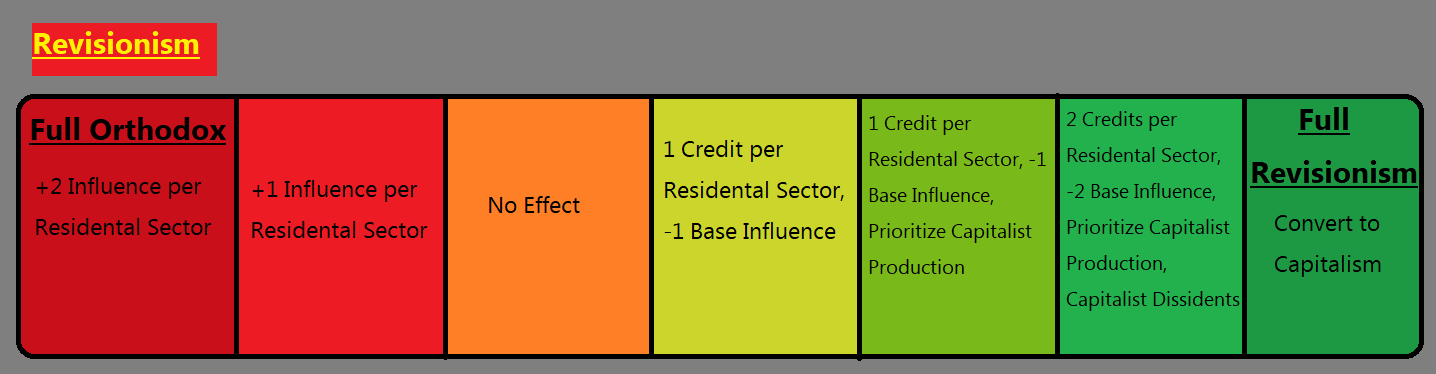 Revisionism
Full Orthodox
+2 Influence per
Residental Sector
+1 Influence per
Residental Sector
No Effect
1 Credit per
Residental Sector,
-1 Base Influence
1 Credit per
Residental Sector, -1
Base Influence,
Prioritize Capitalist
Production
2 Credits per
Residental Sector,
-2 Base Influence,
Prioritize Capitalist
Production,
Capitalist Dissidents
Full
Revisionism
Convert to
Capitalism